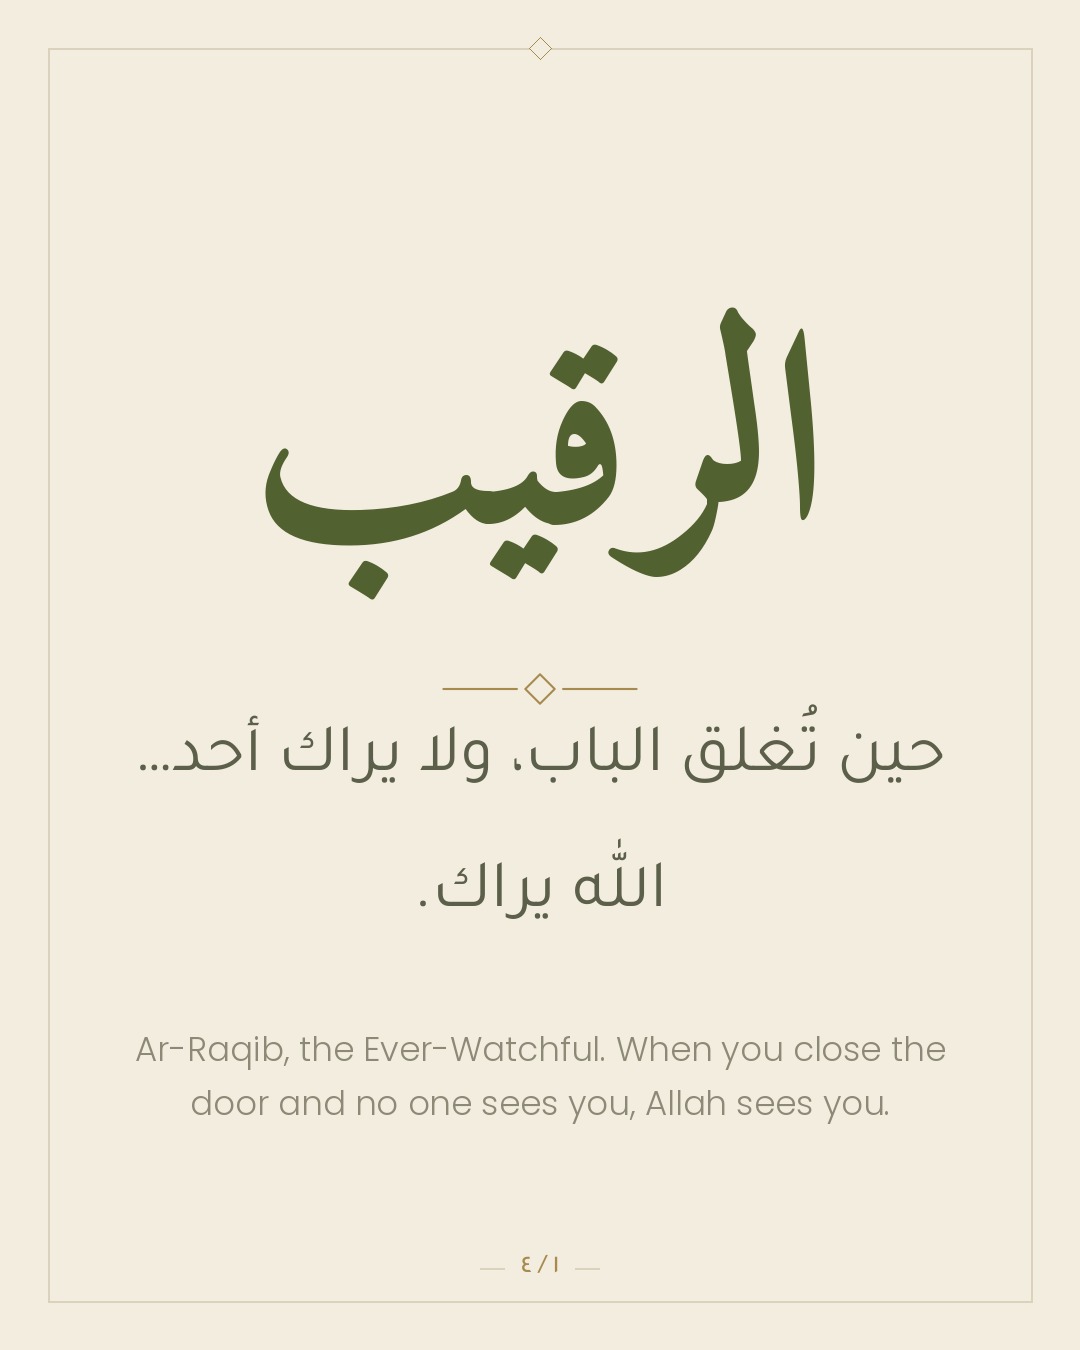 الرقيب
حين تُغلق الباب، ولا يراك أحد...
اللّٰه يراك.
Ar-Raqib, the Ever-Watchful. When you close the
door and no one sees you, Allah sees you.
١ / ٤